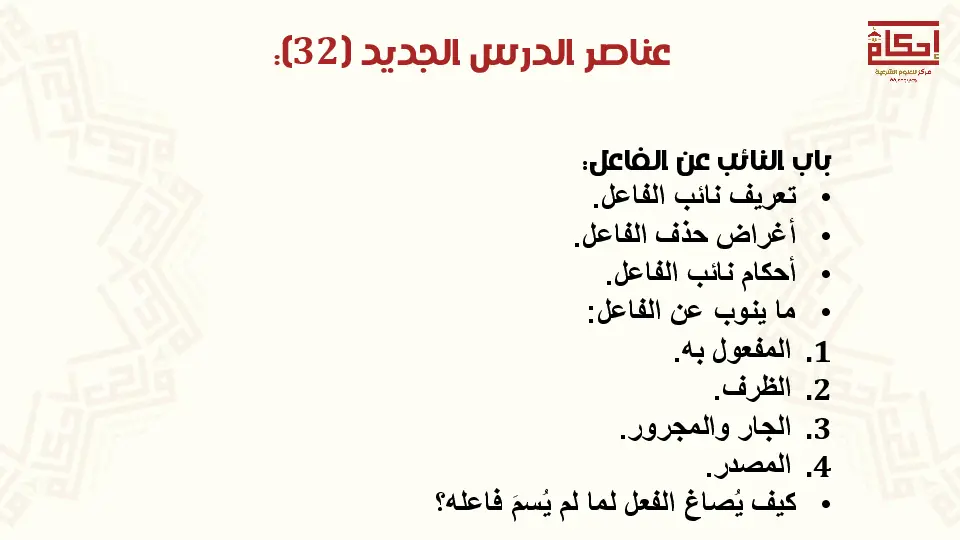 عناصر الدرس الجديد (32):
إحكام
مركز للعلوم الشرعية
باب النائب عن الفاعل:
• تعريف نائب الفاعل.
• أغراض حذف الفاعل.
• أحكام نائب الفاعل.
• ما ينوب عن الفاعل:
1. المفعول به.
2. الظرف.
3. الجار والمجرور.
4. المصدر.
• كيف يُصاغ الفعل لما لم يُسمَ فاعله؟